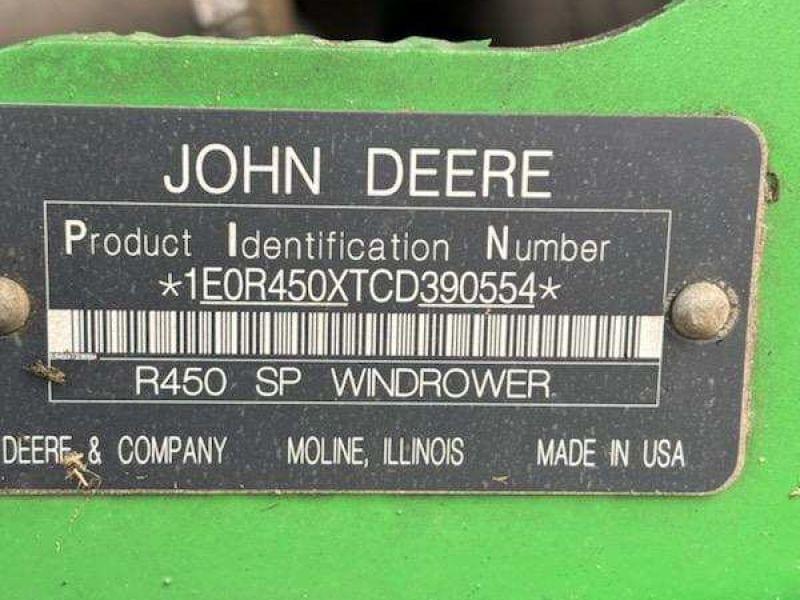 JOHN DEERE
Product Identification Number
*1E0R450XTCD390554*
R450 SP WINDROWER
DEERE & COMPANY MOLINE, ILLINOIS MADE IN USA